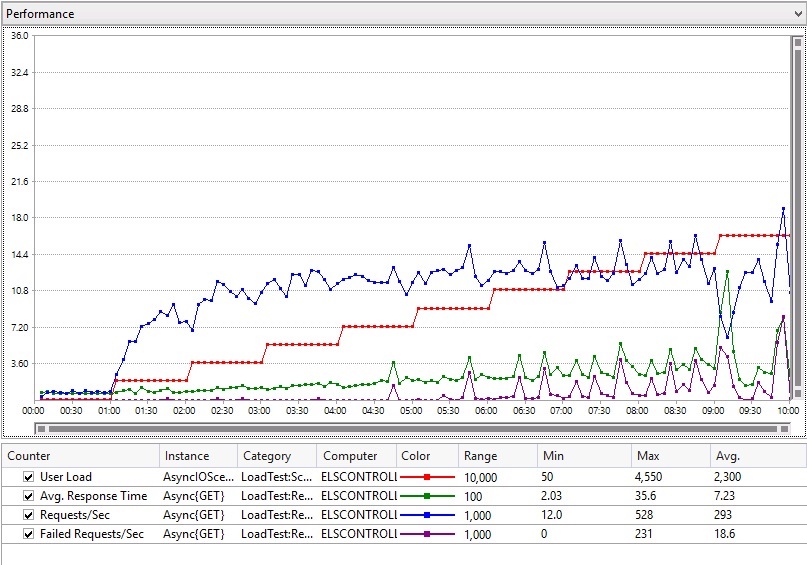 Performance
36.0
32.4
28.8
25.2
21.6
18.0
14.4
10.8
7.20
3.60
00:00 00:30 01:00 01:30 02:00 02:30 03:00 03:30 04:00 04:30 05:00 05:30 06:00 06:30 07:00 07:30 08:00 08:30 09:00 09:30 10:00
Counter Instance Category Computer Color Range Min Max Avg.
User Load AsyncIOSce... LoadTest:Sc... ELSCONTROLL 10,000 50 4,550 2,300
Avg. Response Time Async{GET} LoadTest:Re... ELSCONTROLL 100 2.03 35.6 7.23
Requests/Sec Async{GET} LoadTest:Re... ELSCONTROLL 1,000 12.0 528 293
Failed Requests/Sec Async{GET} LoadTest:Re... ELSCONTROLL 1,000 0 231 18.6